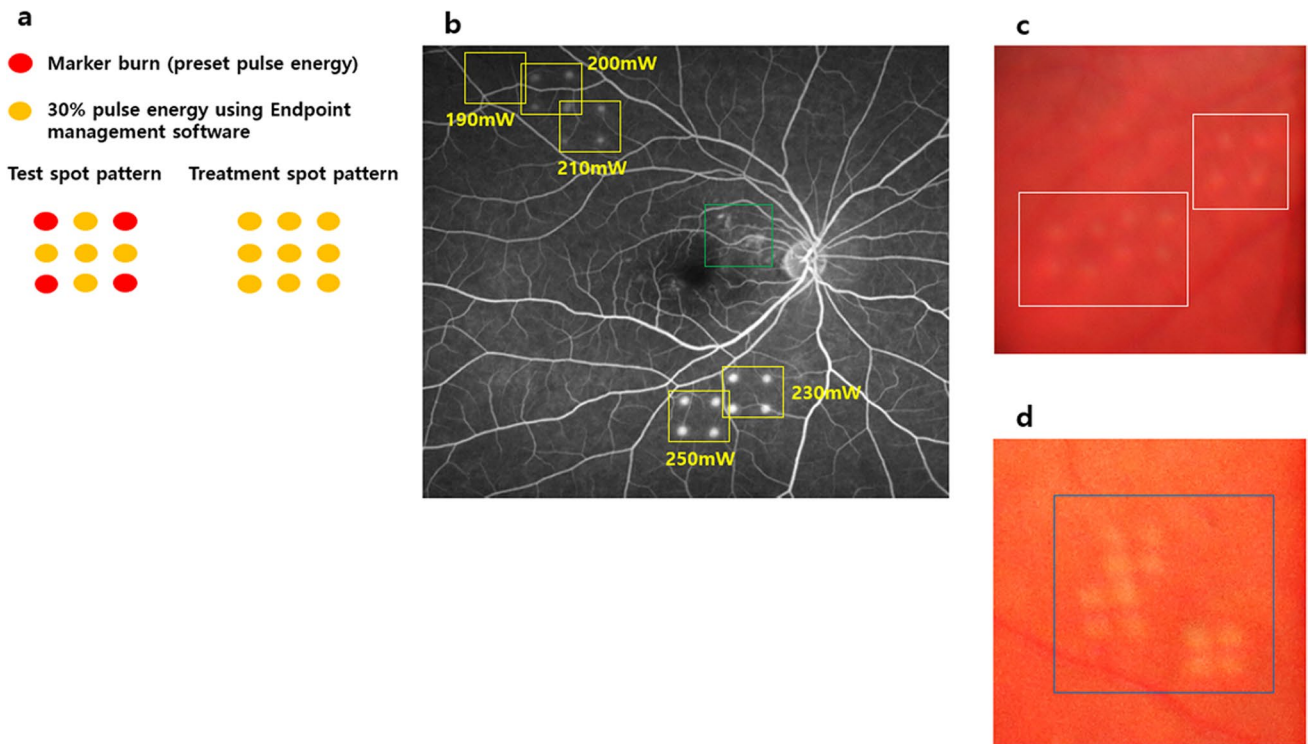 a
Marker burn (preset pulse energy)
30% pulse energy using Endpoint
management software
Test spot pattern
Treatment spot pattern
b
200mW
190mW
210mW
230mW
250mW
c
d